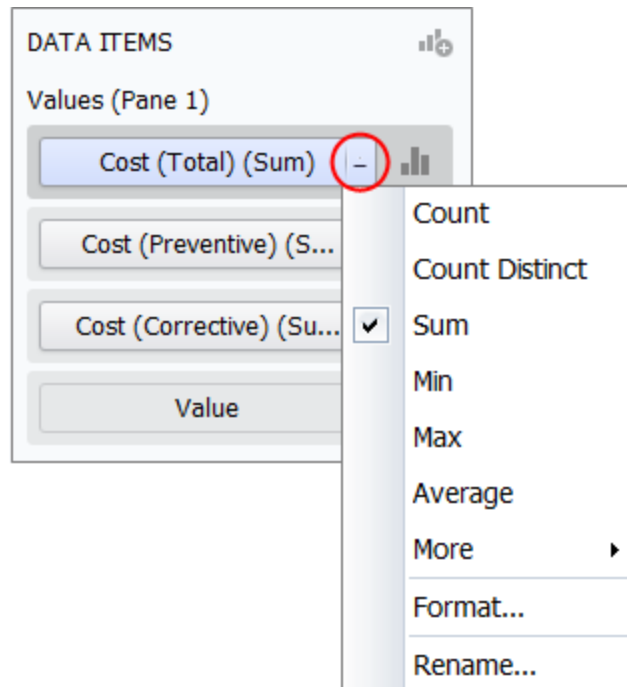 DATA ITEMS
Values (Pane 1)
Cost (Total) (Sum)
Cost (Preventive) (S...
Cost (Corrective) (Su...
Value
Count
Count Distinct
Sum
Min
Max
Average
More
Format...
Rename...